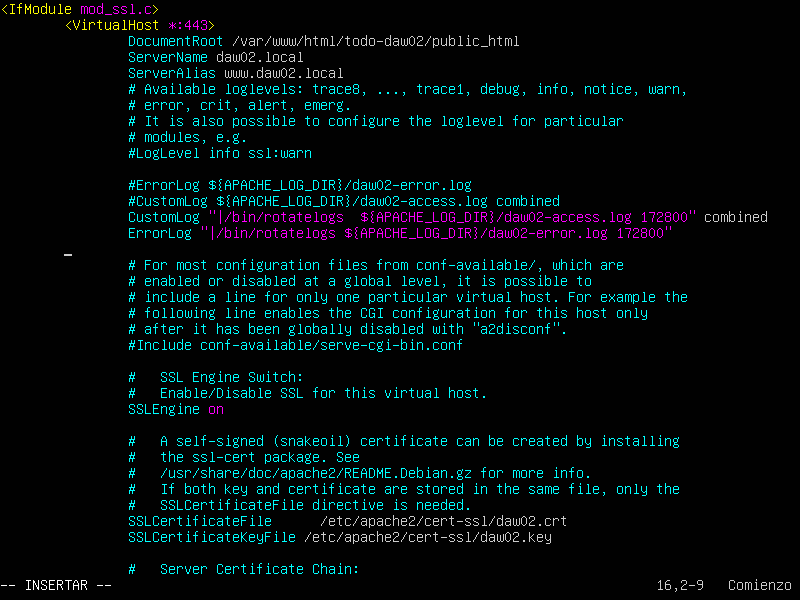 <IfModule mod_ssl.c>
<VirtualHost *:443>
DocumentRoot /var/www/html/todo-daw02/public_html
ServerName daw02.local
ServerAlias www.daw02.local
# Available loglevels: trace8, ..., trace1, debug, info, notice, warn,
# error, crit, alert, emerg.
# It is also possible to configure the loglevel for particular
# modules, e.g.
#LogLevel info ssl:warn
#ErrorLog ${APACHE_LOG_DIR}/daw02-error.log
#CustomLog ${APACHE_LOG_DIR}/daw02-access.log combined
CustomLog "|/bin/rotatelogs  ${APACHE_LOG_DIR}/daw02-access.log 172800" combined
ErrorLog "|/bin/rotatelogs ${APACHE_LOG_DIR}/daw02-error.log 172800"
# For most configuration files from conf-available/, which are
# enabled or disabled at a global level, it is possible to
# include a line for only one particular virtual host. For example the
# following line enables the CGI configuration for this host only
# after it has been globally disabled with "a2disconf".
#Include conf-available/serve-cgi-bin.conf
#   SSL Engine Switch:
#   Enable/Disable SSL for this virtual host.
SSLEngine on
#   A self-signed (snakeoil) certificate can be created by installing
#   the ssl-cert package. See
#   /usr/share/doc/apache2/README.Debian.gz for more info.
#   If both key and certificate are stored in the same file, only the
#   SSLCertificateFile directive is needed.
SSLCertificateFile      /etc/apache2/cert-ssl/daw02.crt
SSLCertificateKeyFile /etc/apache2/cert-ssl/daw02.key
#   Server Certificate Chain:
-- INSERTAR --    16,2-9    Comienzo